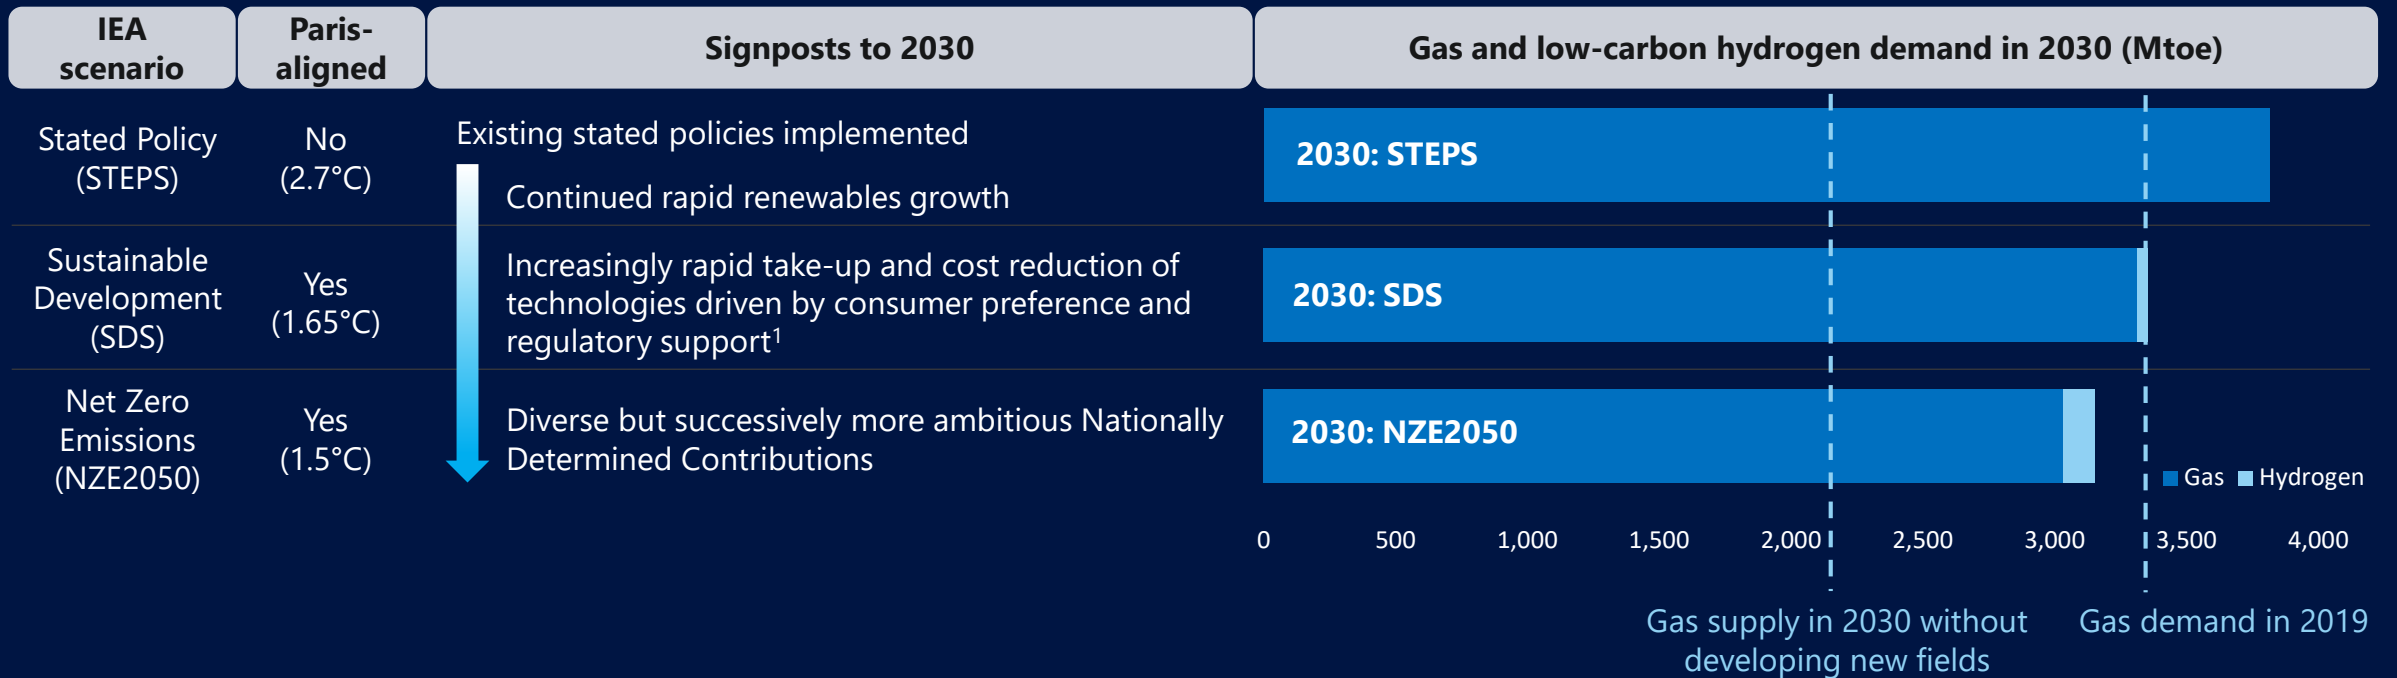 IEA
scenario
Paris-
aligned
Signposts to 2030
Gas and low-carbon hydrogen demand in 2030 (Mtoe)
Stated Policy
(STEPS)
No
(2.7°C)
Existing stated policies implemented
Continued rapid renewables growth
2030: STEPS
Sustainable
Development
(SDS)
Yes
(1.65°C)
Increasingly rapid take-up and cost reduction of
technologies driven by consumer preference and
regulatory support¹
2030: SDS
Net Zero
Emissions
(NZE2050)
Yes
(1.5°C)
Diverse but successively more ambitious Nationally
Determined Contributions
2030: NZE2050
Gas Hydrogen
0 500 1,000 1,500 2,000 2,500 3,000 3,500 4,000
Gas supply in 2030 without
developing new fields
Gas demand in 2019